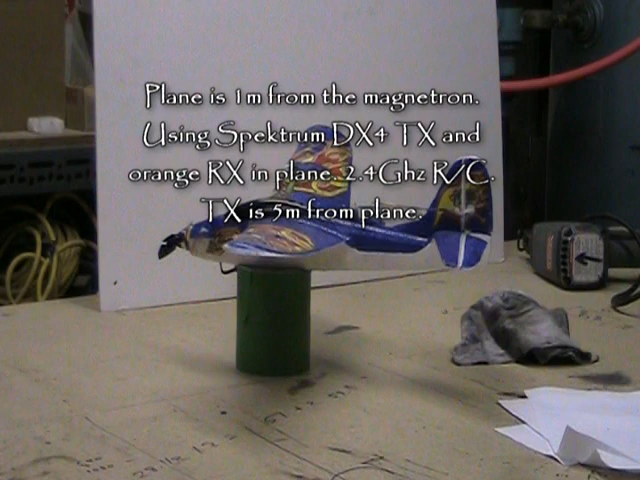 Plane is 1m from the magnetron.
Using Spektrum DX4 TX and
orange RX in plane. 2.4Ghz R/C.
TX is 5m from plane.